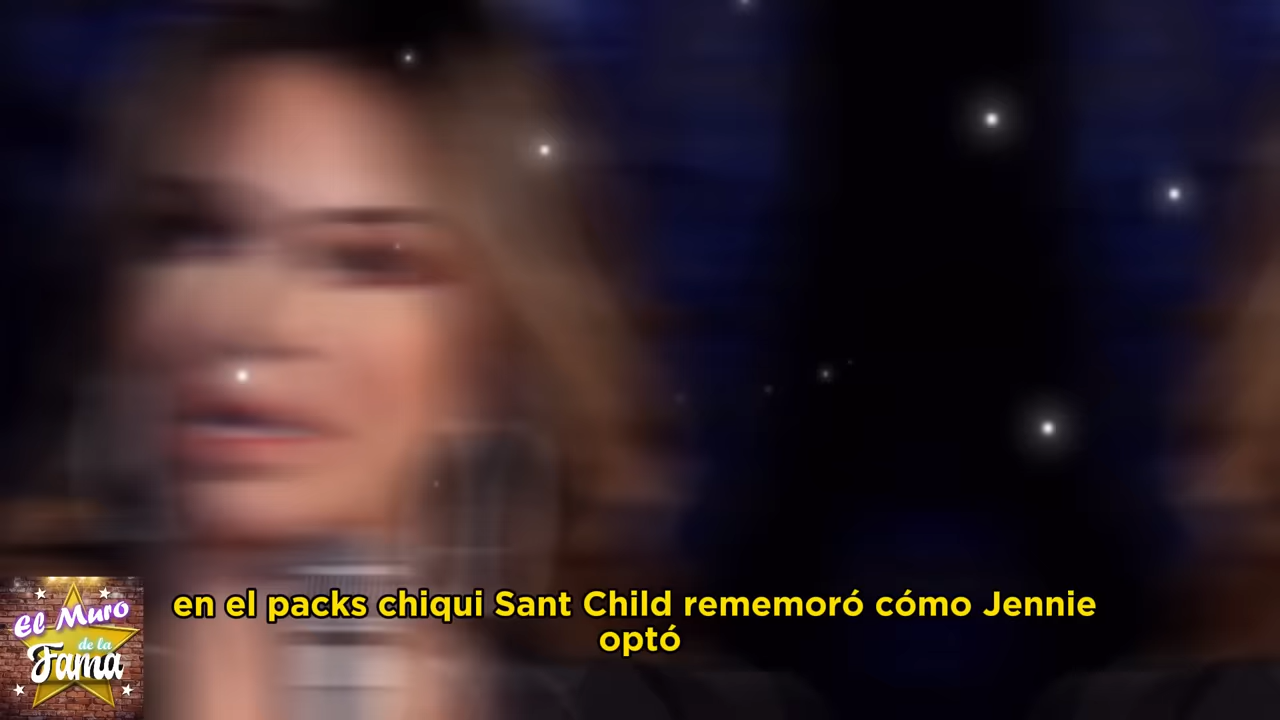 El Muro
de la
Fama
en el packs chiqui Sant Child rememoró cómo Jennie
optó